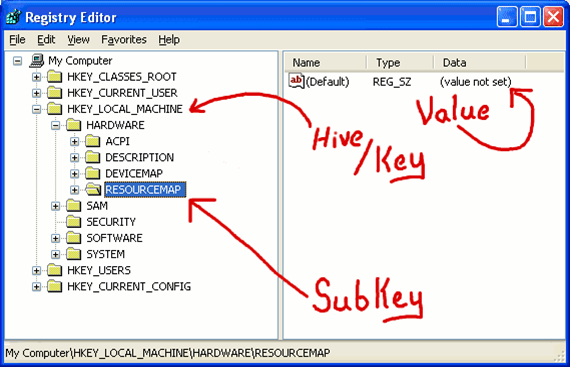 Registry Editor
File Edit View Favorites Help
My Computer
HKEY_CLASSES_ROOT
HKEY_CURRENT_USER
HKEY_LOCAL_MACHINE
HARDWARE
ACPI
DESCRIPTION
DEVICEMAP
RESOURCEMAP
SAM
SECURITY
SOFTWARE
SYSTEM
HKEY_USERS
HKEY_CURRENT_CONFIG
Name Type Data
ab (Default) REG_SZ (value not set)
Value
Hive/Key
SubKey
My Computer\HKEY_LOCAL_MACHINE\HARDWARE\RESOURCEMAP